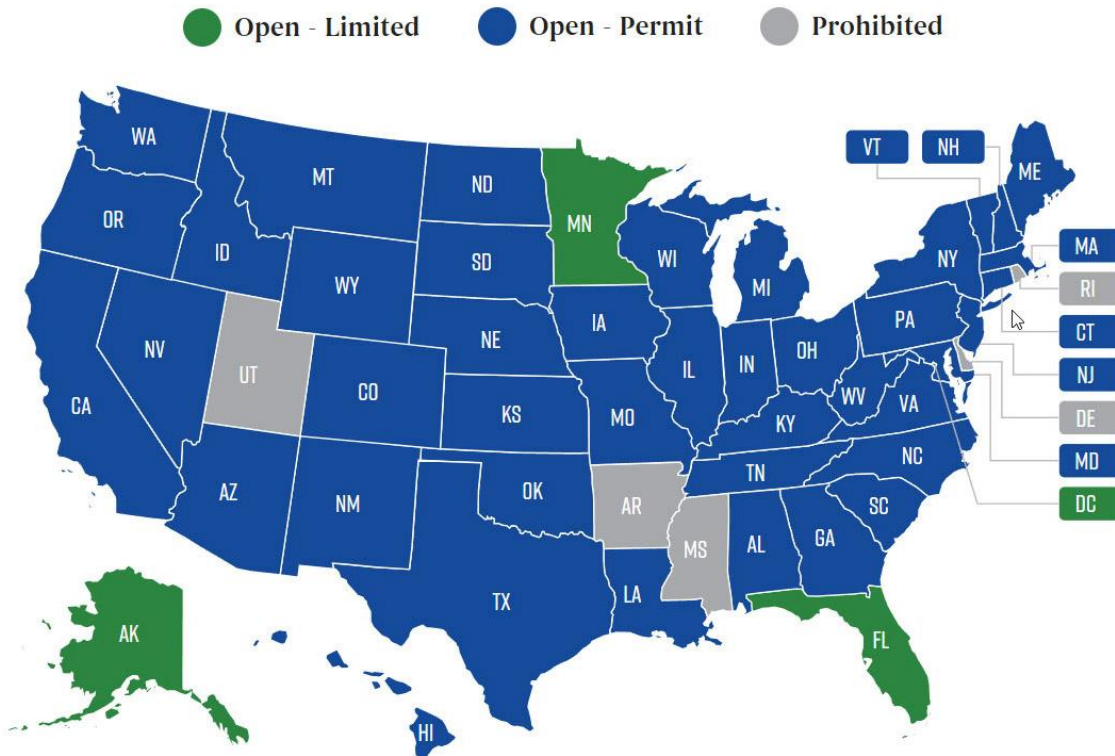 Open - Limited
Open - Permit
Prohibited
WA
MT
ND
MN
VT
NH
ME
OR
ID
SD
WI
MI
NY
MA
WY
RI
IA
PA
CT
NE
NV
UT
CO
IL
IN
OH
NJ
CA
KS
MO
WV
VA
DE
KY
MD
AZ
NM
OK
AR
TN
NC
DC
SC
MS
AL
GA
TX
LA
AK
FL
HI